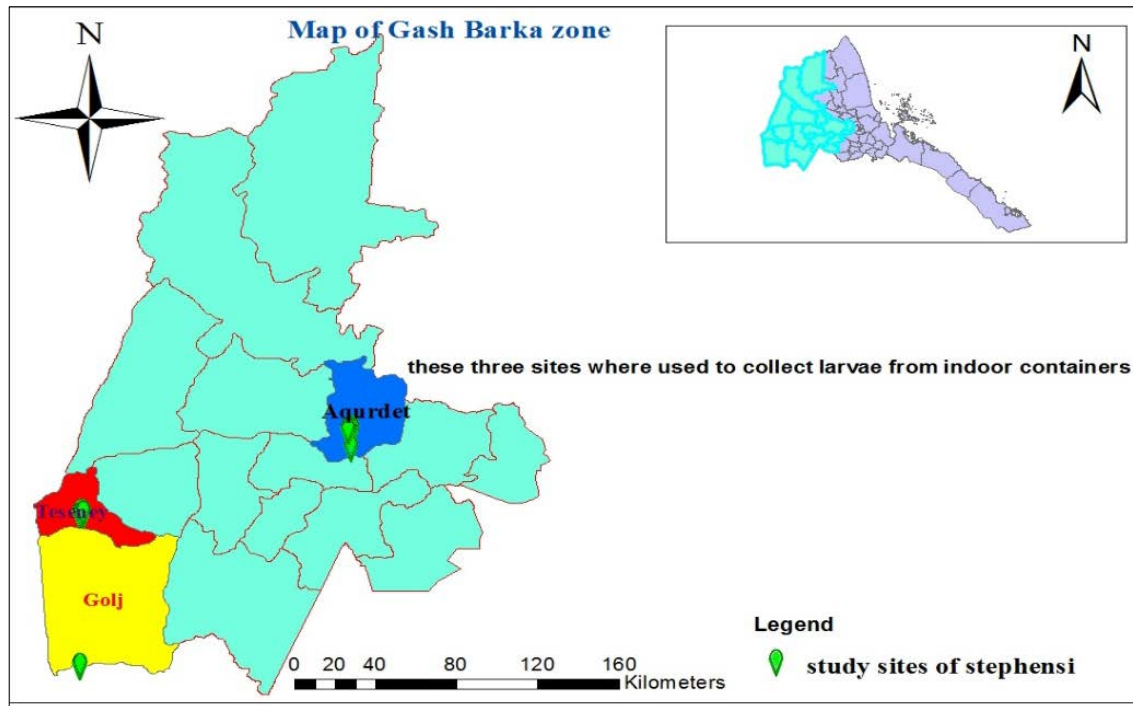 Map of Gash Barka zone
N
N
these three sites where used to collect larvae from indoor containers
Aqurdet
Teseney
Golj
Legend
study sites of stephensi
0 20 40 80 120 160
Kilometers